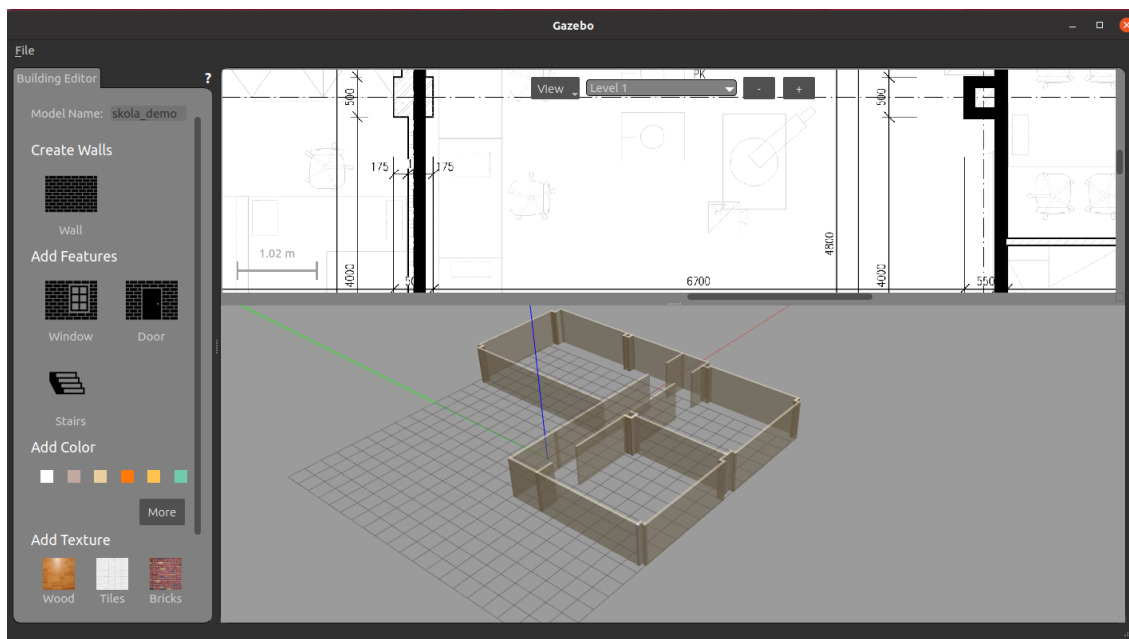 Gazebo
File
Building Editor
?
Model Name: skola_demo
Create Walls
Wall
Add Features
Window Door
Stairs
Add Color
More
Add Texture
Wood Tiles Bricks
View Level 1 - +
PK
500
500
175 175
1.02 m
4000
6700
4800
4000
550